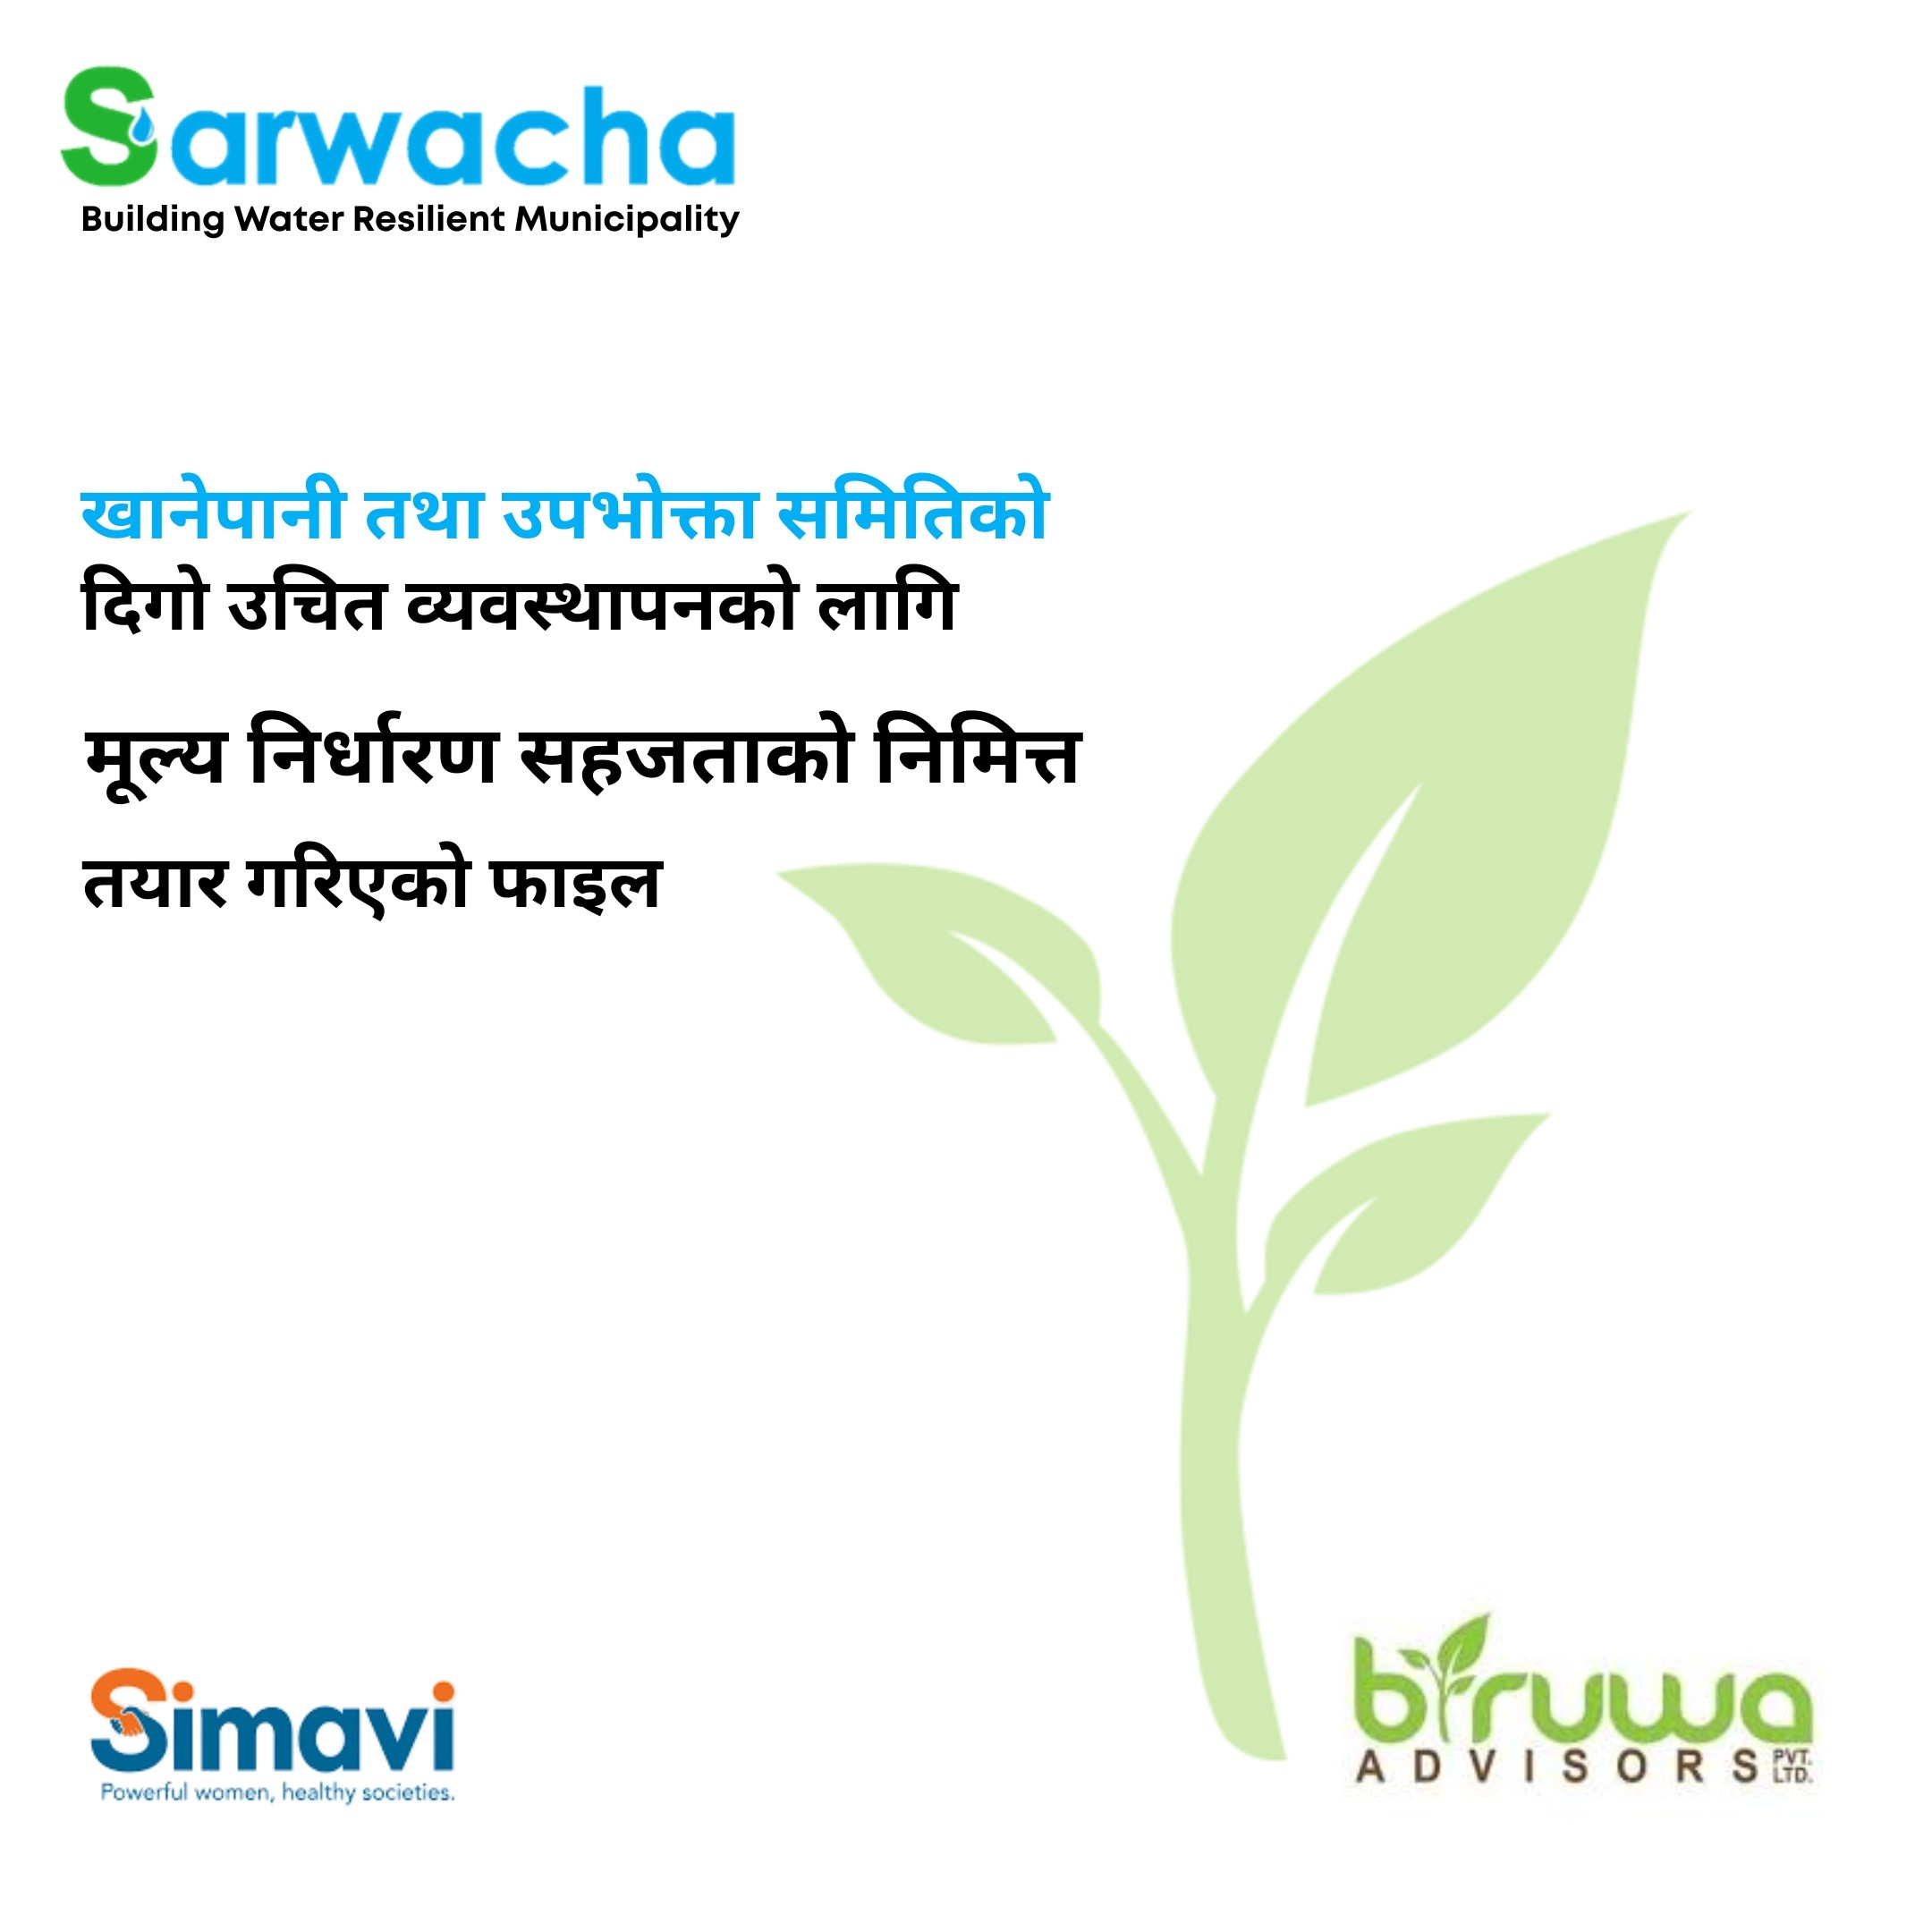 Sarwacha
Building Water Resilient Municipality
खानेपानी तथा उपभोक्ता समितिको
दिगो उचित व्यवस्थापनको लागि
मूल्य निर्धारण सहजताको निमित्त
तयार गरिएको फाइल
Simavi
Powerful women, healthy societies.
biruwa
ADVISORS PVT. LTD.